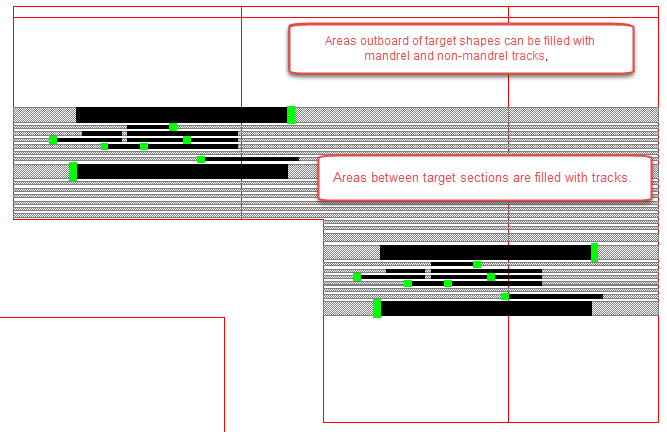 Areas outboard of target shapes can be filled with
mandrel and non-mandrel tracks,
Areas between target sections are filled with tracks.